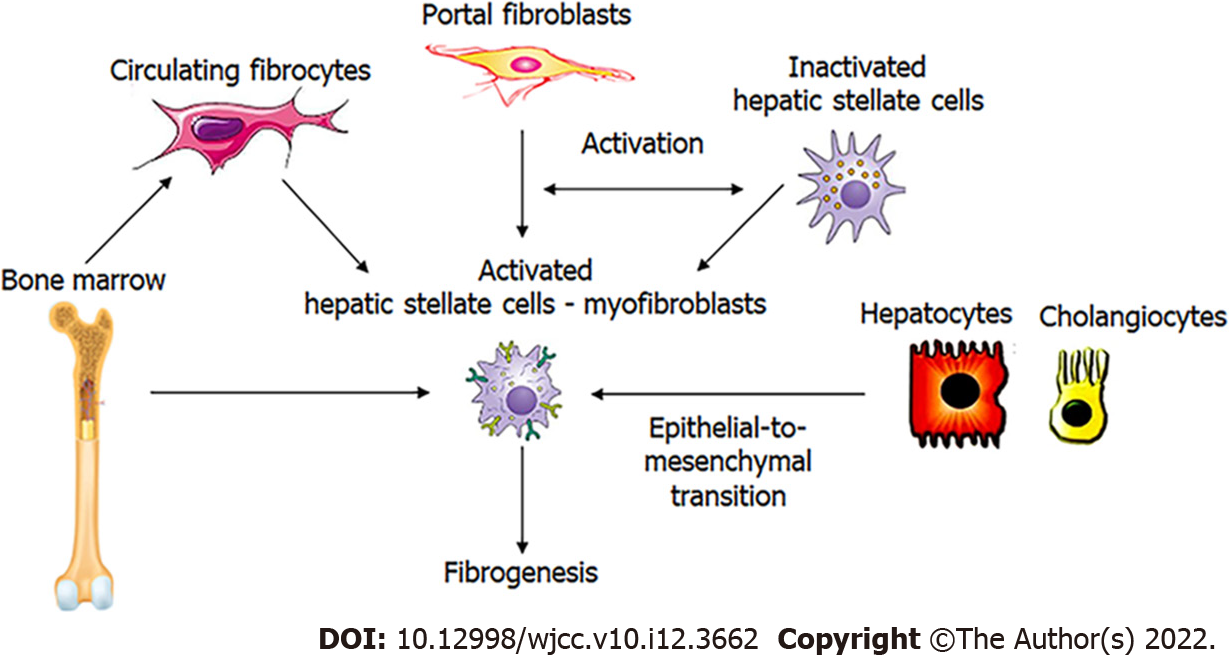 Portal fibroblasts
Circulating fibrocytes
Inactivated
hepatic stellate cells
Activation
Bone marrow
Activated
hepatic stellate cells - myofibroblasts
Hepatocytes
Cholangiocytes
Epithelial-to-
mesenchymal
transition
Fibrogenesis
DOI: 10.12998/wjcc.v10.i12.3662 Copyright ©The Author(s) 2022.